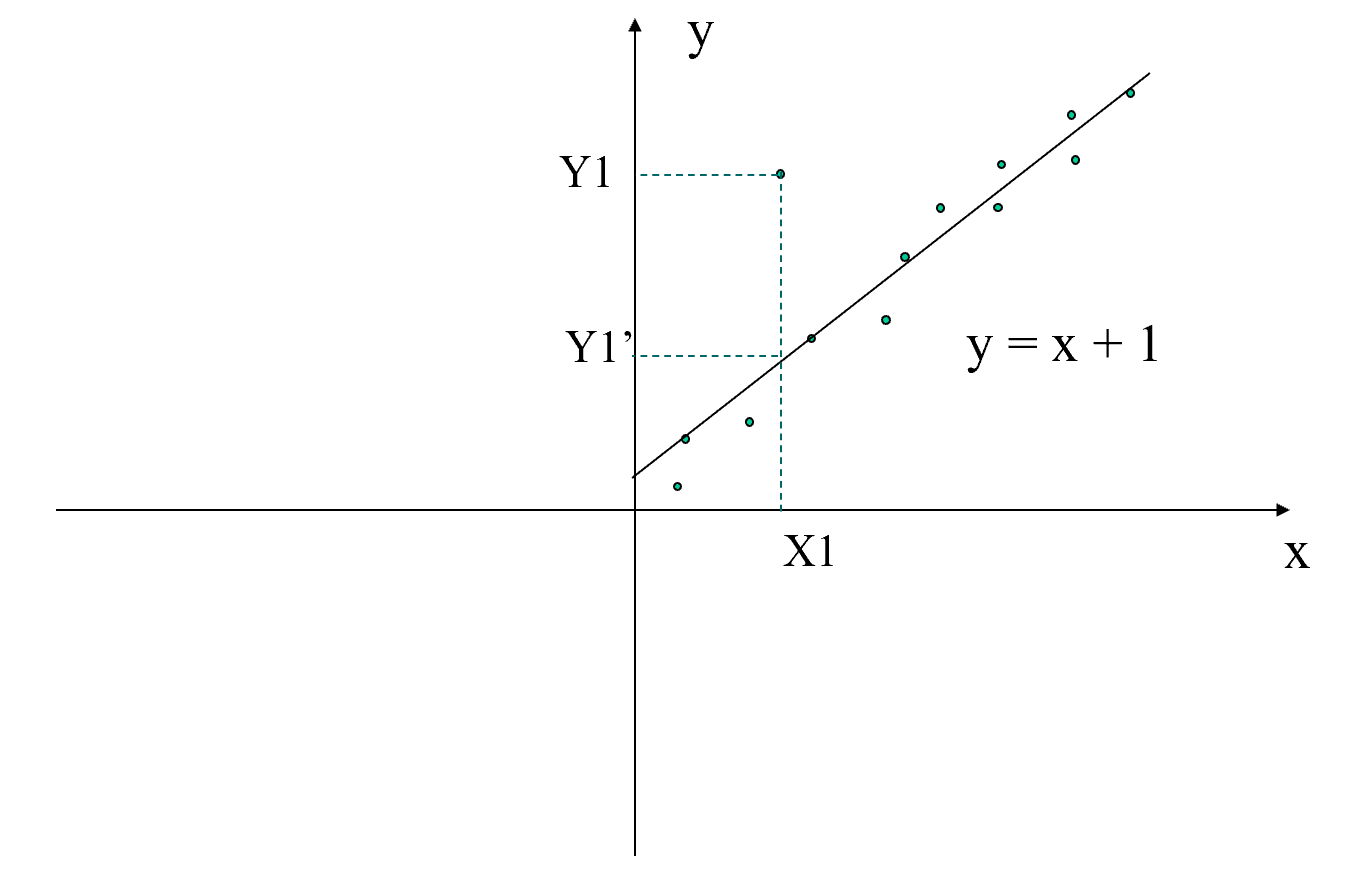 y
Y1
Y1’
y = x + 1
X1
x